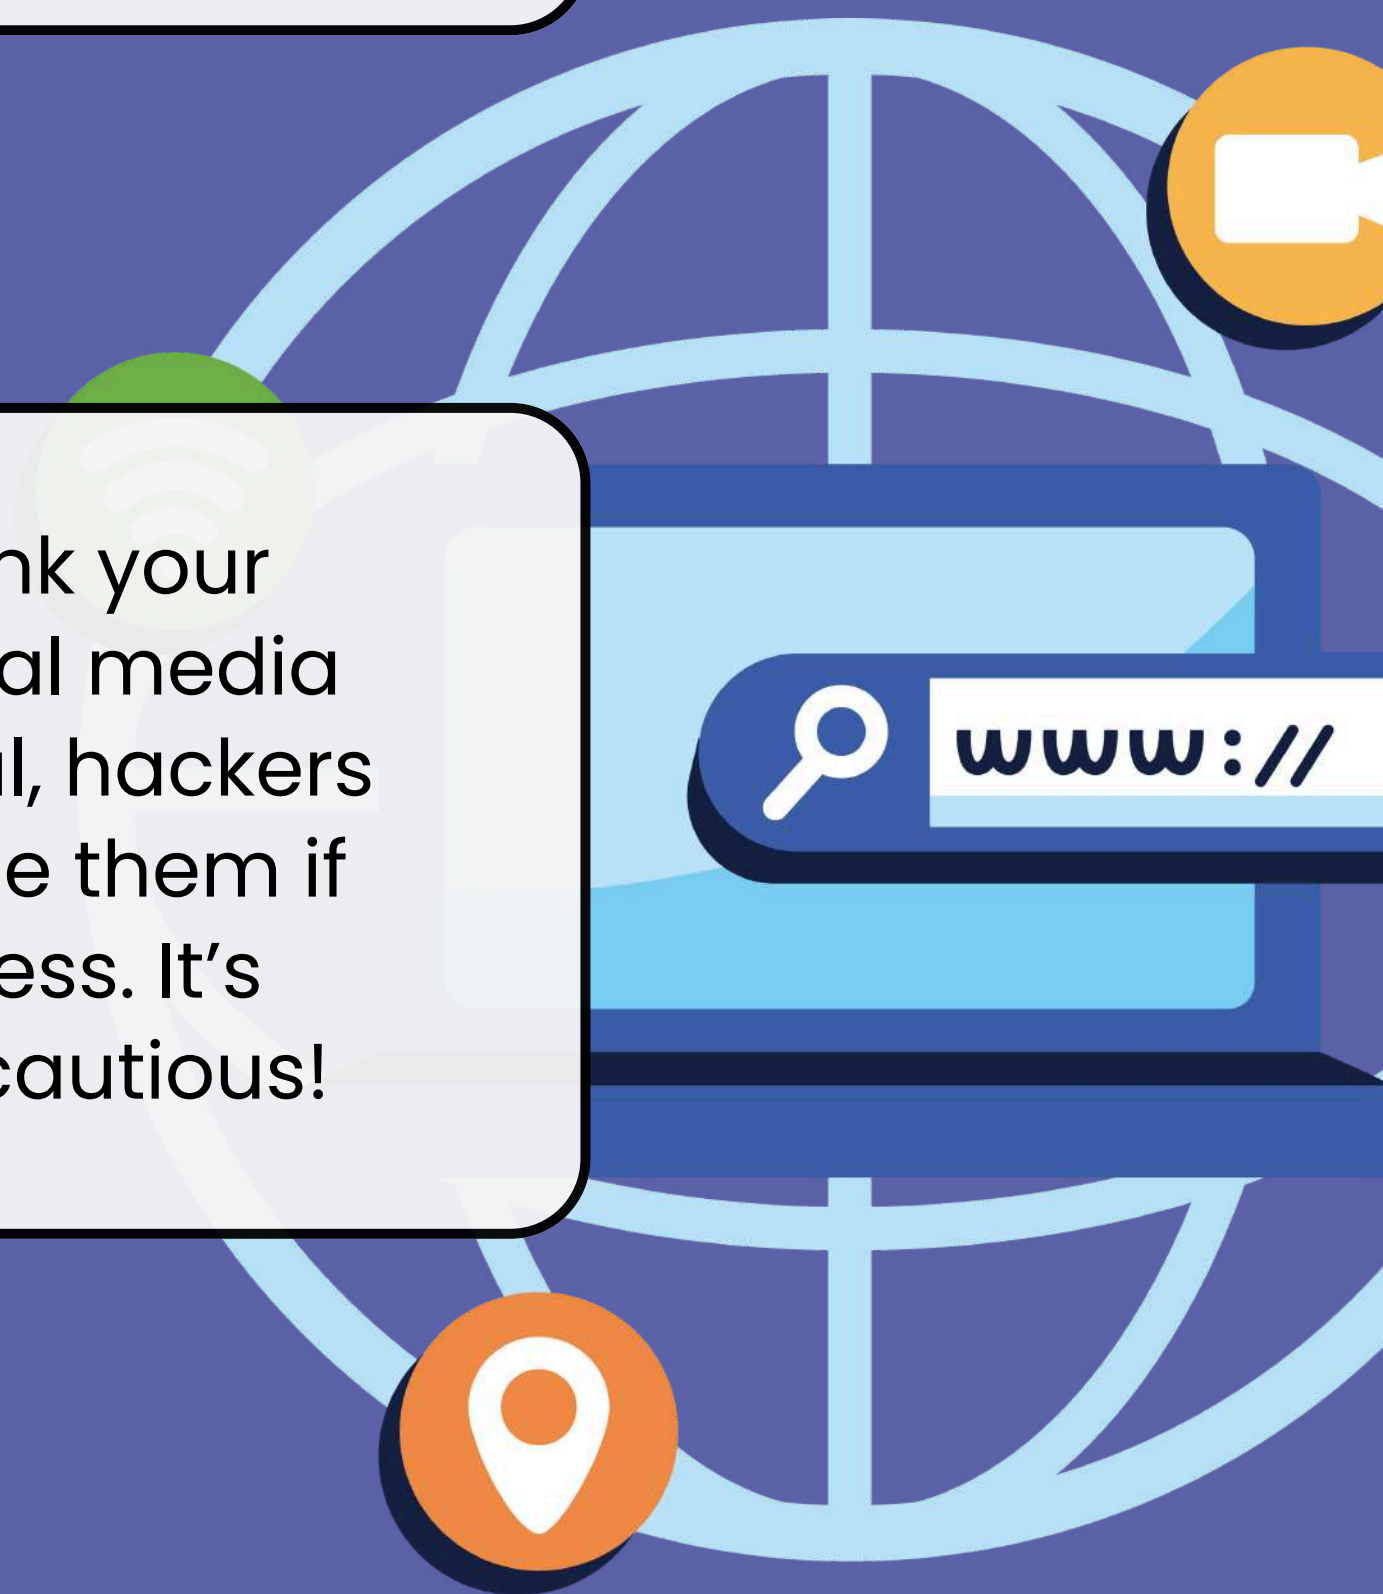 nk your
al media
l, hackers
e them if
ess. It’s
cautious!
www://